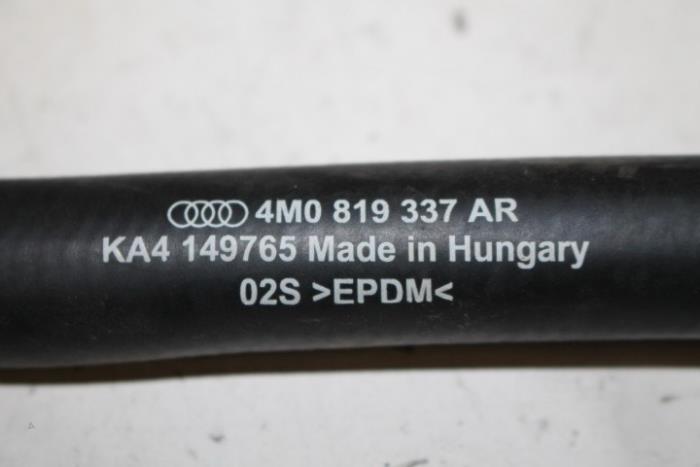 4M0 819 337 AR
KA4 149765 Made in Hungary
02S >EPDM<